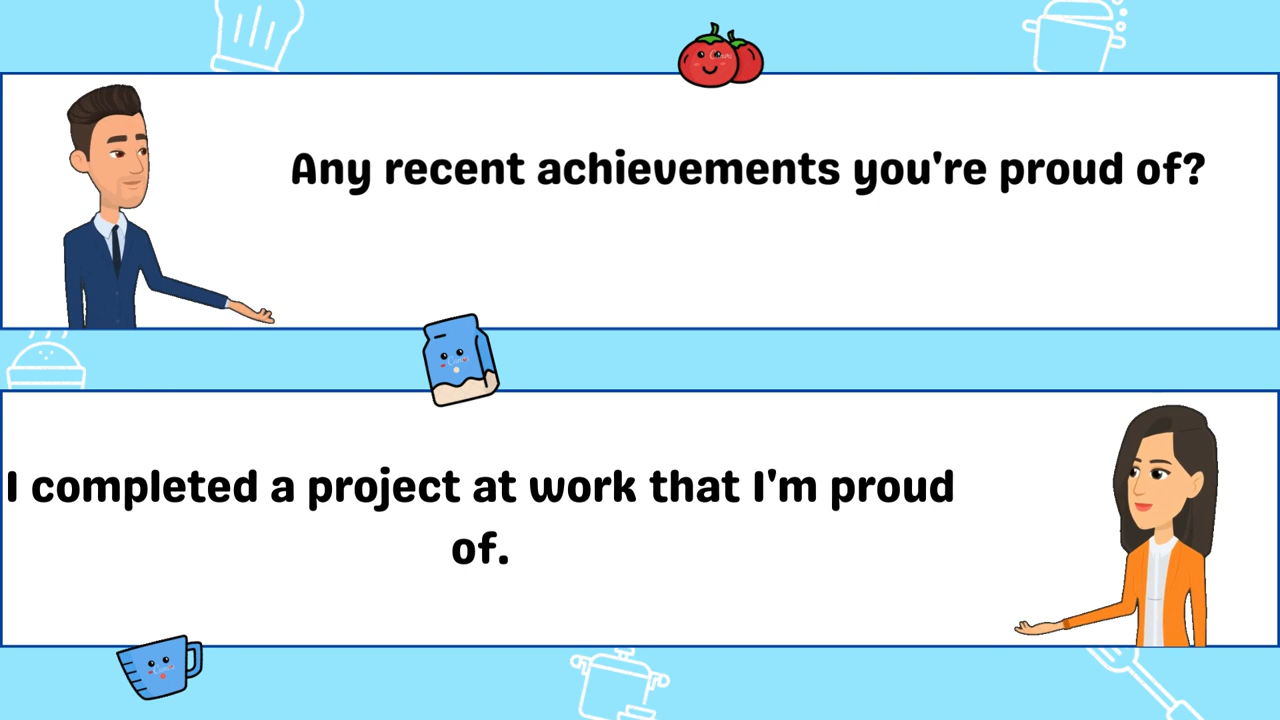 Any recent achievements you're proud of?
I completed a project at work that I'm proud
of.